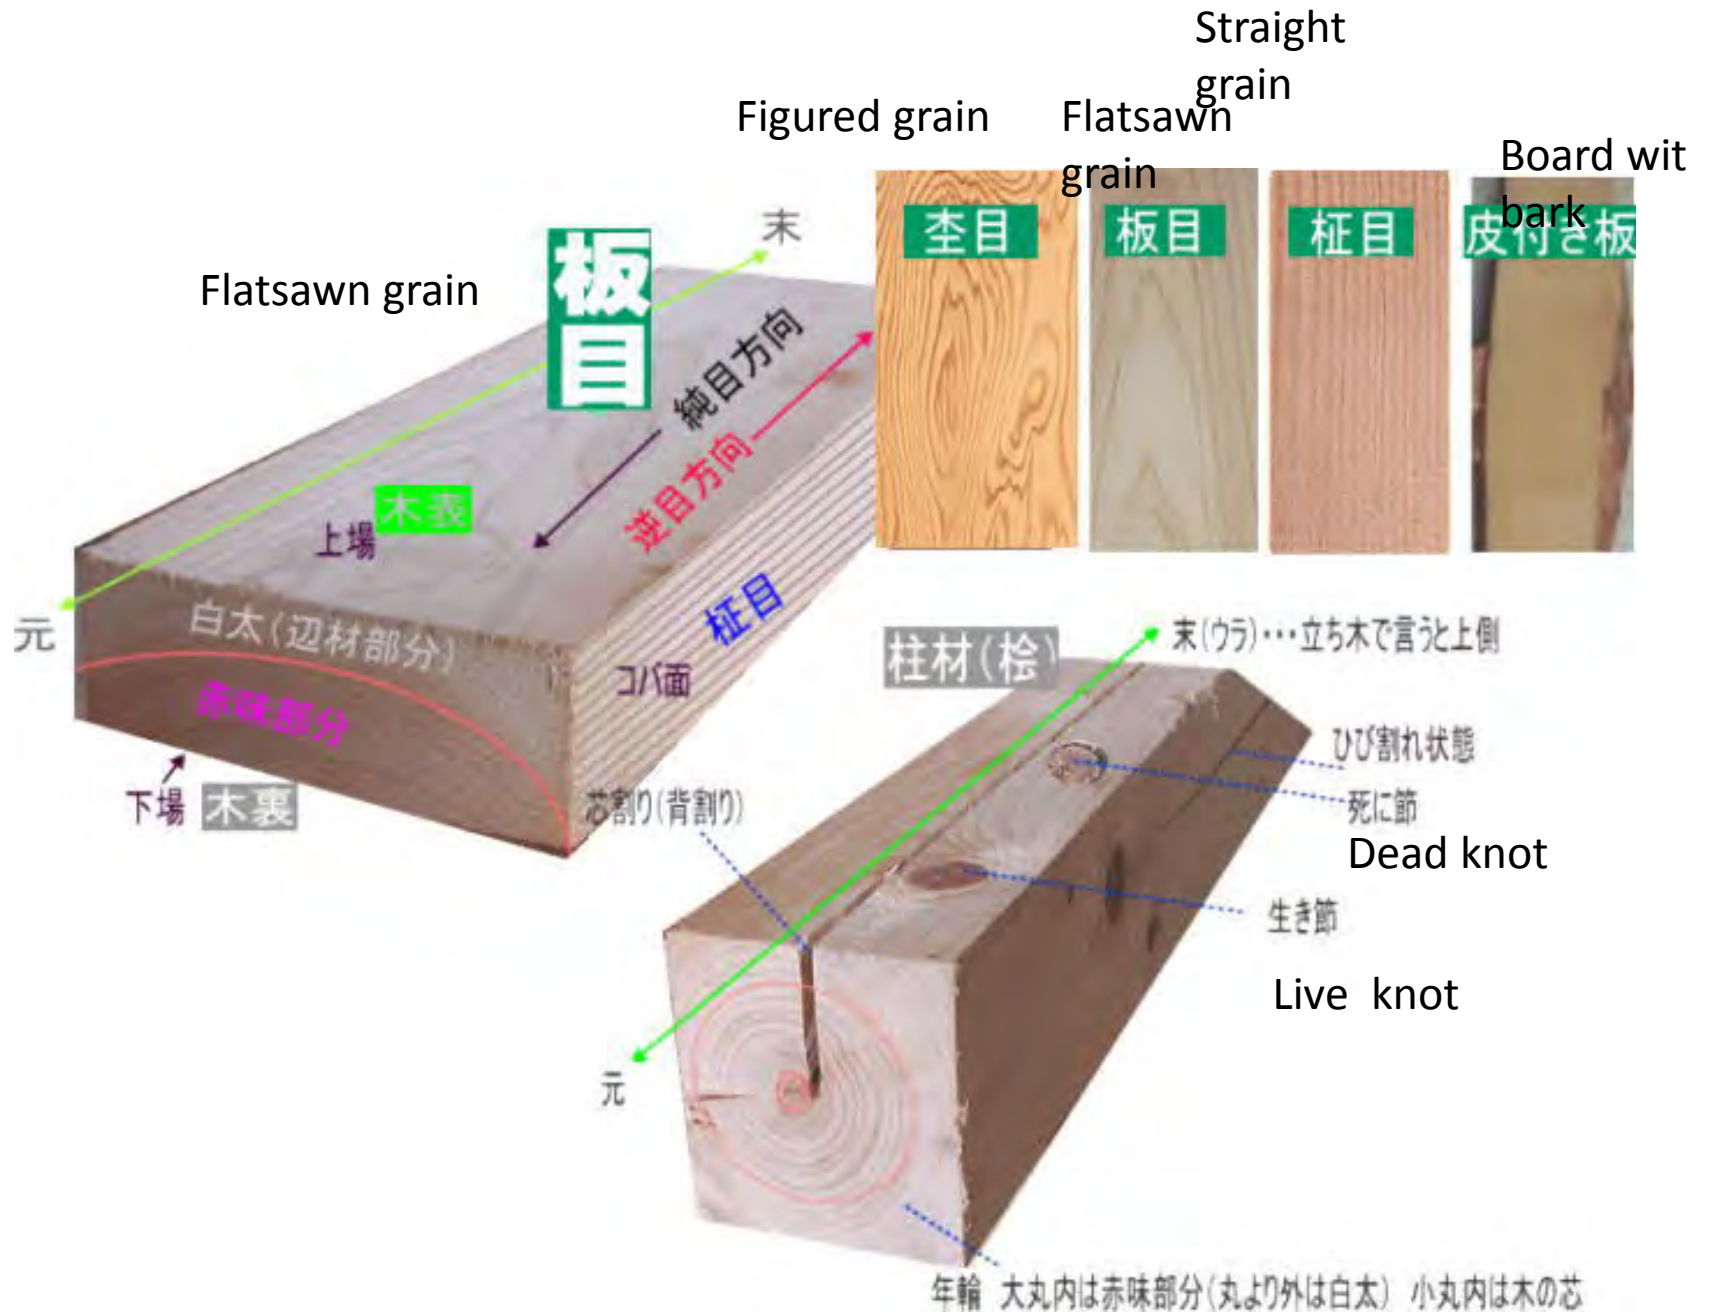 Straight
grain
Figured grain
Flatsawn
grain
Board wit
bark
杢目
板目
柾目
皮付き板
末
Flatsawn grain
板目
純目方向
逆目方向
木表
上場
柾目
元
白太(辺材部分)
コバ面
赤味部分
下場
木裏
柱材(桧)
末(ウラ)・・・立ち木で言うと上側
ひび割れ状態
芯割り(背割り)
死に節
Dead knot
生き節
Live knot
元
年輪 大丸内は赤味部分(丸より外は白太) 小丸内は木の芯